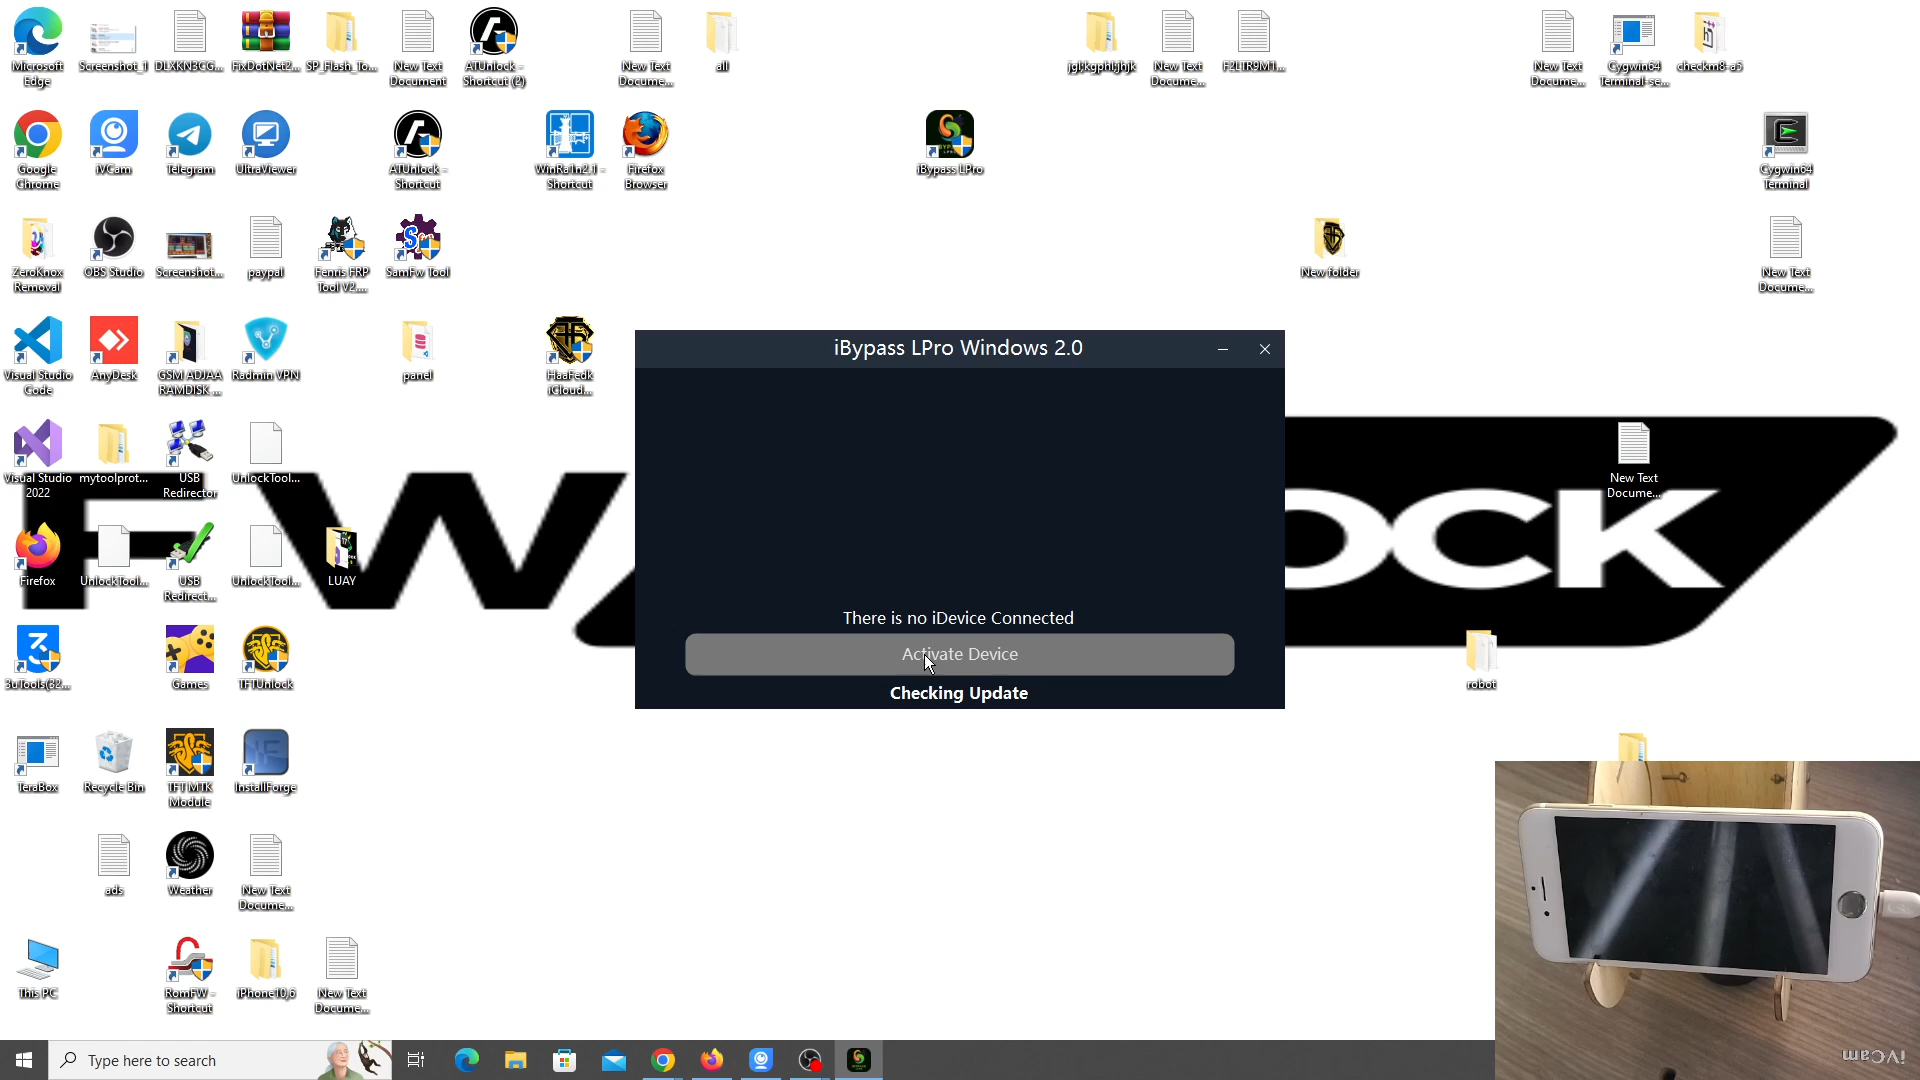 Microsoft
Edge
Screenshot_1
DLXKN3CG...
FixDotNet2...
SP_Flash_To...
New Text
Document
ATUnlock -
Shortcut (2)
New Text
Docume...
all
jgljkgphljhjk
New Text
Docume...
F2LTR9M1...
New Text
Docume...
Cygwin64
Terminal-se...
checkm8-a5
Google
Chrome
iVCam
Telegram
UltraViewer
ATUnlock -
Shortcut
WinRa1n2.1 -
Shortcut
Firefox
Browser
iBypass LPro
Cygwin64
Terminal
ZeroKnox
Removal
OBS Studio
Screenshot...
paypal
Fenris FRP
Tool V2....
SamFw Tool
New folder
New Text
Docume...
Visual Studio
Code
AnyDesk
GSM ADJAA
RAMDISK ...
Radmin VPN
panel
HaaFedk
iCloud...
iBypass LPro Windows 2.0
Visual Studio
2022
mytoolprot...
USB
Redirector
UnlockTool...
New Text
Docume...
FW
OCK
Firefox
UnlockTool...
USB
Redirect...
UnlockTool...
LUAY
There is no iDevice Connected
Activate Device
Checking Update
3uTools(32...
Games
TFTUnlock
robot
TeraBox
Recycle Bin
TFT MTK
Module
InstallForge
ads
Weather
New Text
Docume...
This PC
RomFW -
Shortcut
iPhone10,6
New Text
Docume...
Type here to search
iVCam